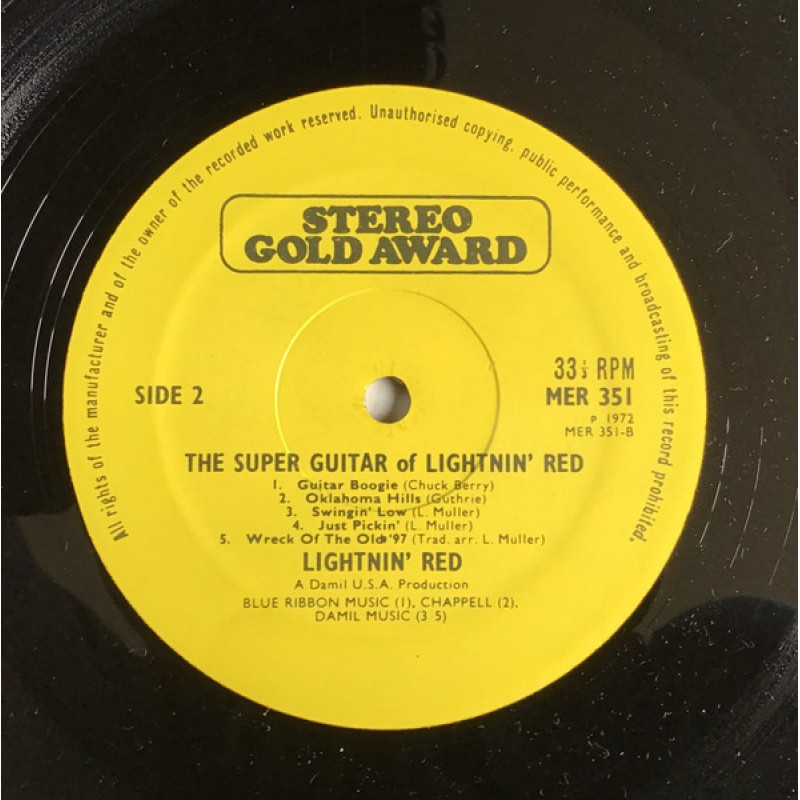 All rights of the manufacturer and of the owner of the recorded work reserved. Unauthorised copying, public performance and broadcasting of this record prohibited.
STEREO
GOLD AWARD
33⅓ RPM
SIDE 2
MER 351
P 1972
MER 351-B
THE SUPER GUITAR of LIGHTNIN' RED
1. Guitar Boogie (Chuck Berry)
2. Oklahoma Hills (Guthrie)
3. Swingin' Low (L. Muller)
4. Just Pickin' (L. Muller)
5. Wreck Of The Old '97 (Trad. arr. L. Muller)
LIGHTNIN' RED
A Damil U.S.A. Production
BLUE RIBBON MUSIC (1), CHAPPELL (2),
DAMIL MUSIC (3 5)